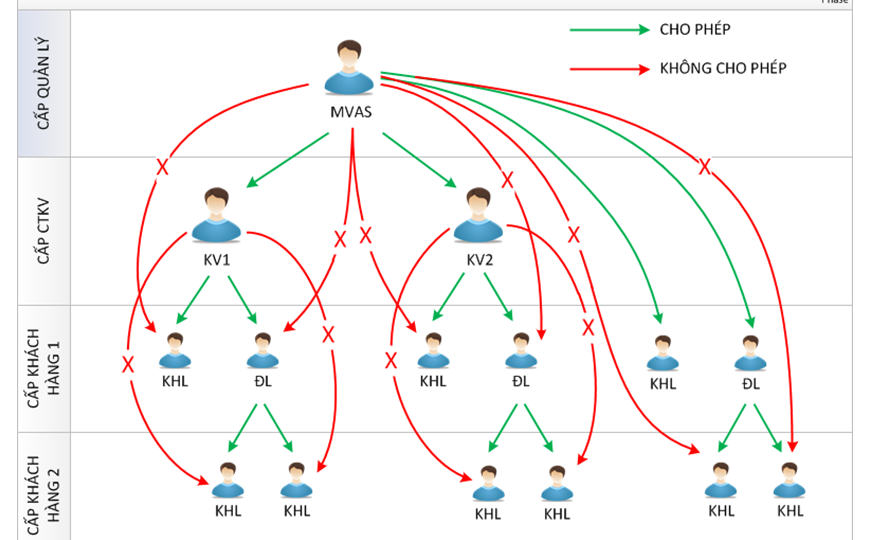 Phase
CHO PHÉP
KHÔNG CHO PHÉP
CẤP QUẢN LÝ
MVAS
X
X
X
CẤP CTKV
X
X
X
KV1
KV2
CẤP KHÁCH
HÀNG 1
X
X
X
X
KHL
ĐL
KHL
ĐL
KHL
ĐL
CẤP KHÁCH
HÀNG 2
KHL
KHL
KHL
KHL
KHL
KHL